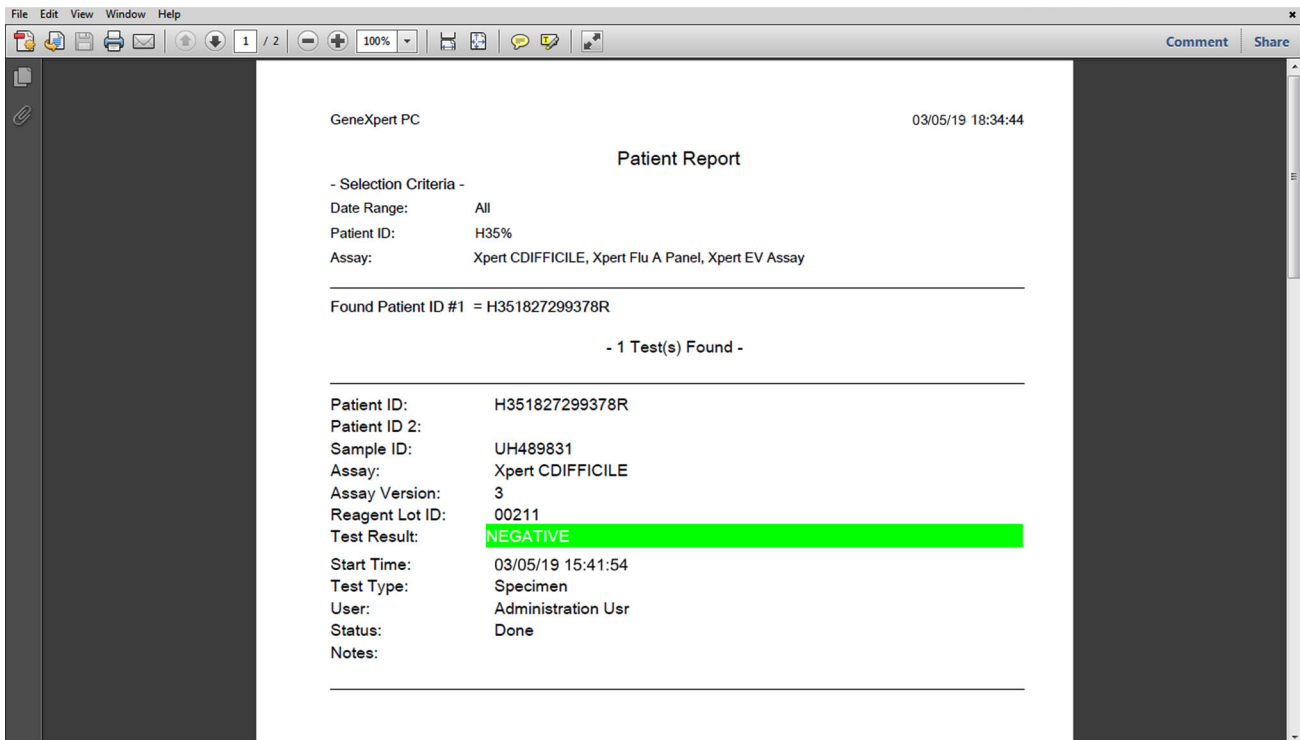 File Edit View Window Help
1 / 2 100% Comment Share
GeneXpert PC 03/05/19 18:34:44
Patient Report
- Selection Criteria -
Date Range: All
Patient ID: H35%
Assay: Xpert CDIFFICILE, Xpert Flu A Panel, Xpert EV Assay
Found Patient ID #1 = H351827299378R
- 1 Test(s) Found -
Patient ID: H351827299378R
Patient ID 2:
Sample ID: UH489831
Assay: Xpert CDIFFICILE
Assay Version: 3
Reagent Lot ID: 00211
Test Result: NEGATIVE
Start Time: 03/05/19 15:41:54
Test Type: Specimen
User: Administration Usr
Status: Done
Notes: